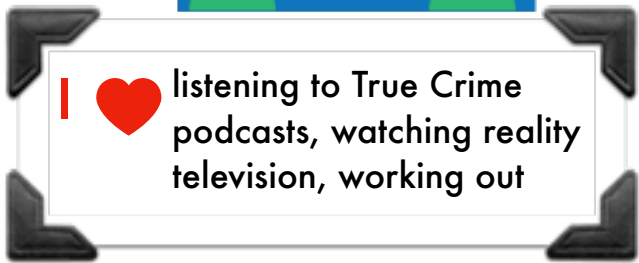 I ❤ listening to True Crime
podcasts, watching reality
television, working out